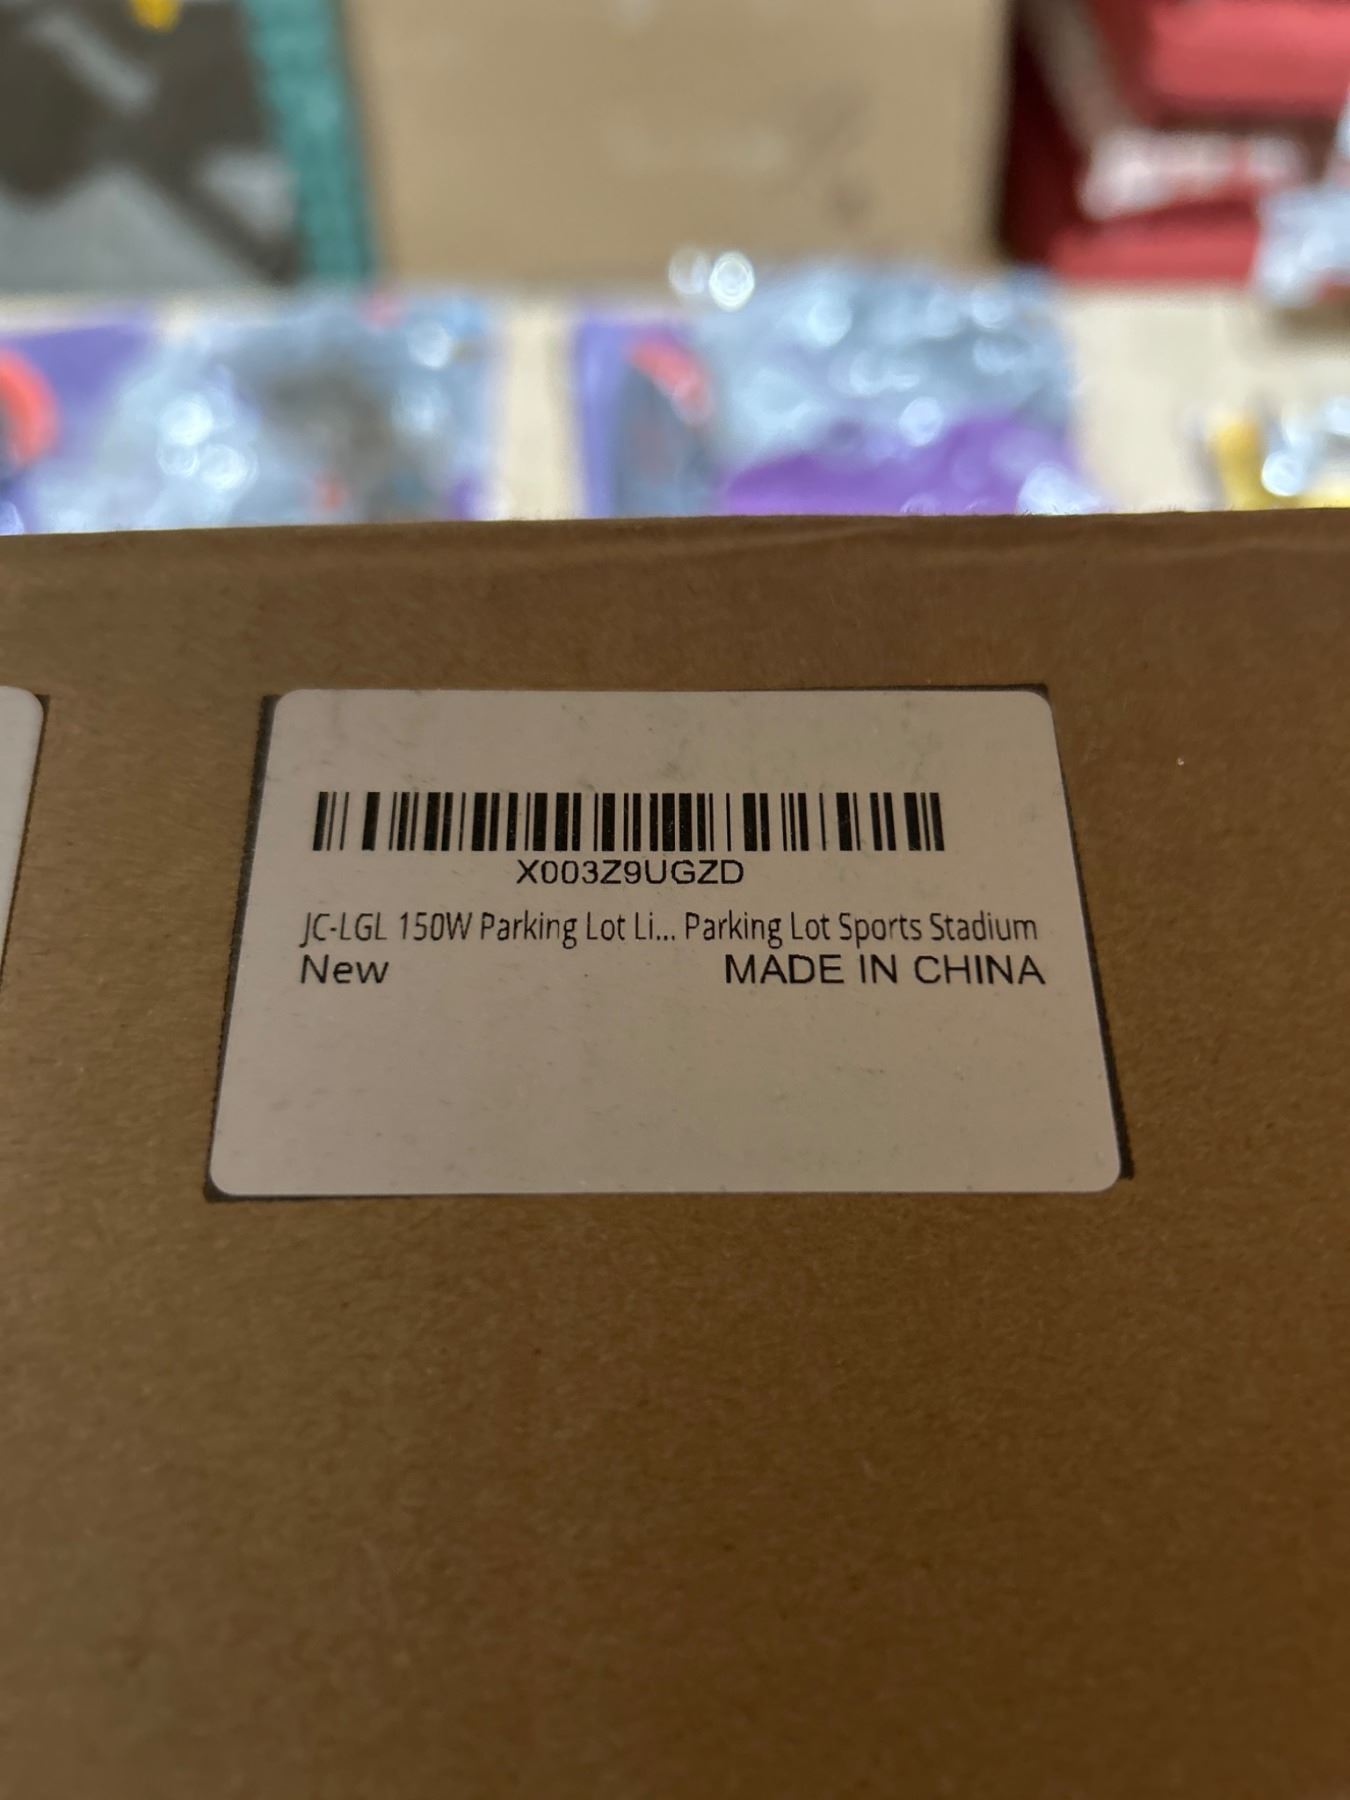 X003Z9UGZD
JC-LGL 150W Parking Lot Li... Parking Lot Sports Stadium
New MADE IN CHINA